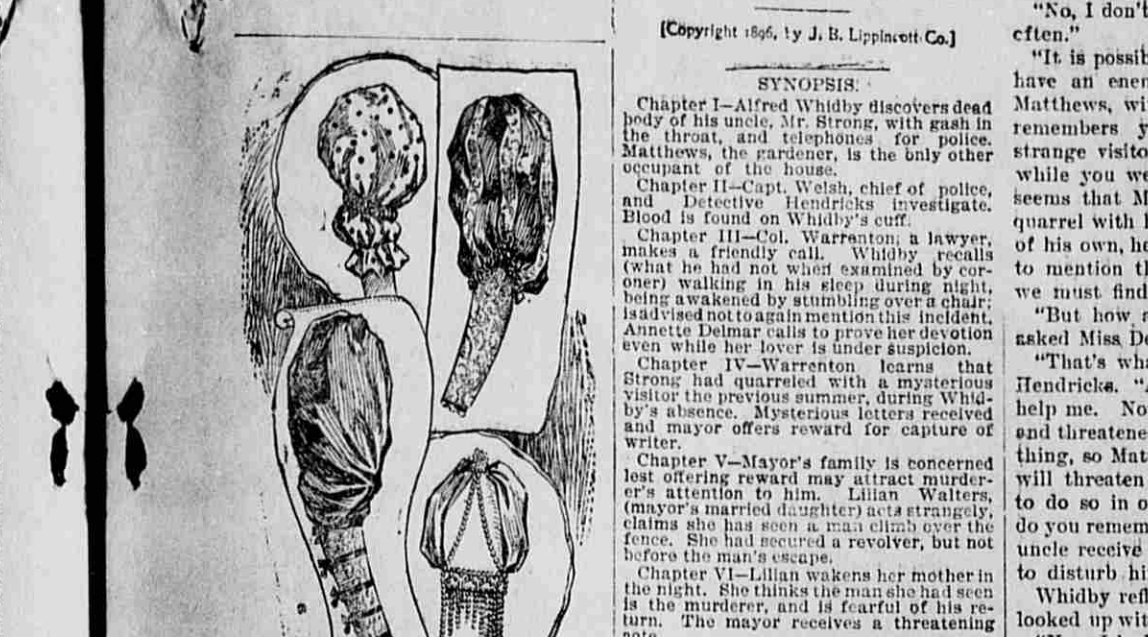 [Copyright 1896, by J. B. Lippincott Co.]
SYNOPSIS:
Chapter I—Alfred Whidby discovers dead
body of his uncle, Mr. Strong, with gash in
the throat, and telephones for police.
Matthews, the gardener, is the only other
occupant of the house.
Chapter II—Capt. Welsh, chief of police,
and Detective Hendricks investigate.
Blood is found on Whidby's cuff.
Chapter III—Col. Warrenton, a lawyer,
makes a friendly call. Whidby recalls
(what he had not when examined by cor-
oner) walking in his sleep during night,
being awakened by stumbling over a chair;
is advised not to again mention this incident.
Annette Delmar calls to prove her devotion
even while her lover is under suspicion.
Chapter IV—Warrenton learns that
Strong had quarreled with a mysterious
visitor the previous summer, during Whid-
by's absence. Mysterious letters received
and mayor offers reward for capture of
writer.
Chapter V—Mayor's family is concerned
lest offering reward may attract murder-
er's attention to him. Lilian Walters,
(mayor's married daughter) acts strangely,
claims she has seen a man climb over the
fence. She had secured a revolver, but not
before the man's escape.
Chapter VI—Lilian wakens her mother in
the night. She thinks the man she had seen
is the murderer, and is fearful of his re-
turn. The mayor receives a threatening
note.
"No, I don't
often."
"It is possib
have an ene
Matthews, wi
remembers
strange visito
while you we
seems that M
quarrel with
of his own, he
to mention th
we must find
"But how
asked Miss De
"That's wha
Hendricks. "
help me. No
and threatene
thing, so Mat
will threaten
to do so in
do you remem
uncle receive
to disturb hi
Whidby refl
looked up wi